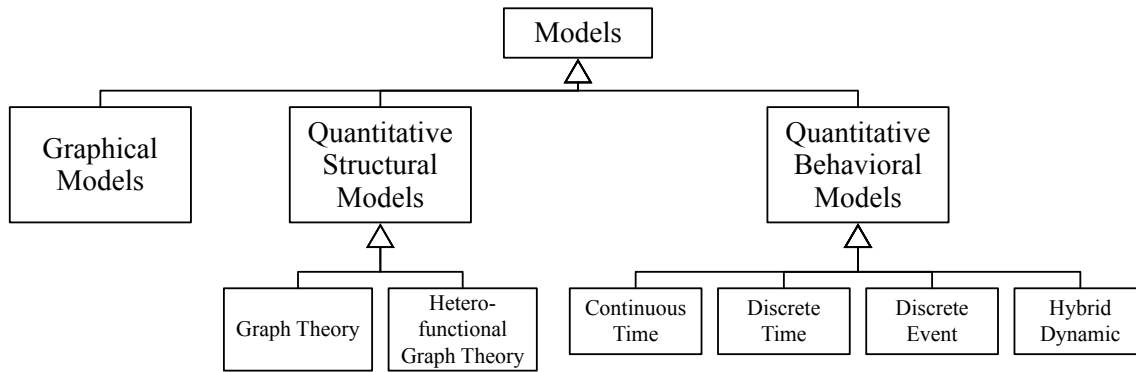 Models
Graphical
Models
Quantitative
Structural
Models
Quantitative
Behavioral
Models
Graph Theory
Hetero-
functional
Graph Theory
Continuous
Time
Discrete
Time
Discrete
Event
Hybrid
Dynamic